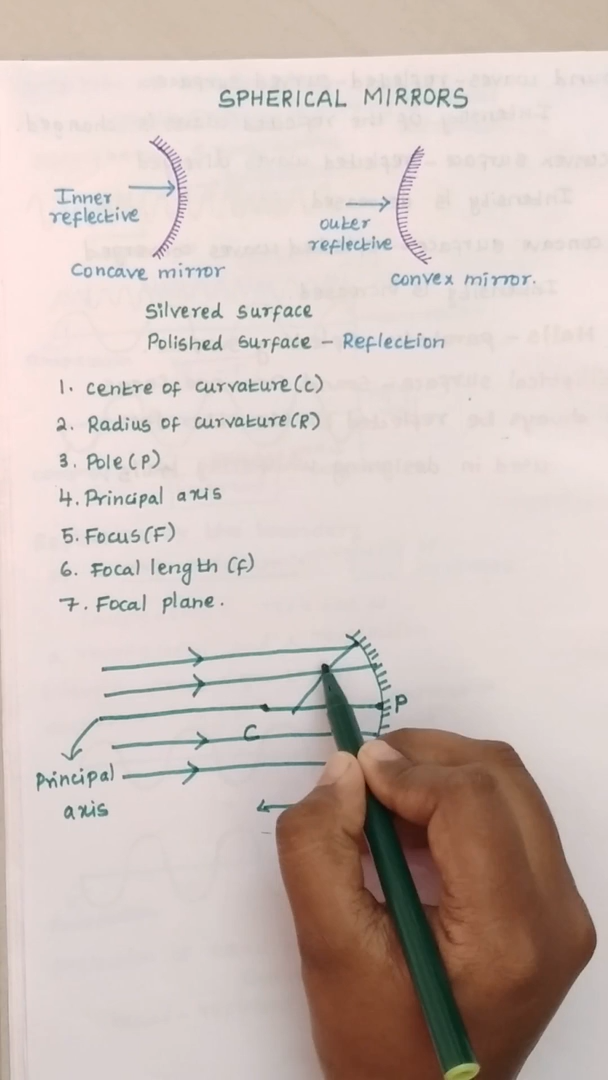 SPHERICAL MIRRORS
Inner
reflective
Concave mirror
outer
reflective
convex mirror.
Silvered surface
Polished surface - Reflection
1. centre of curvature (c)
2. Radius of curvature (R)
3. Pole (P)
4. Principal axis
5. Focus (F)
6. Focal length (f)
7. Focal plane.
P
C
Principal
axis